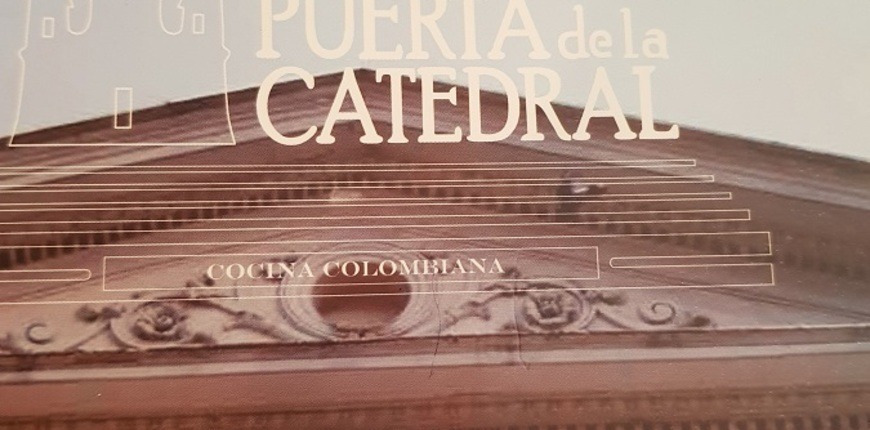 PUERTA de la
CATEDRAL
COCINA COLOMBIANA